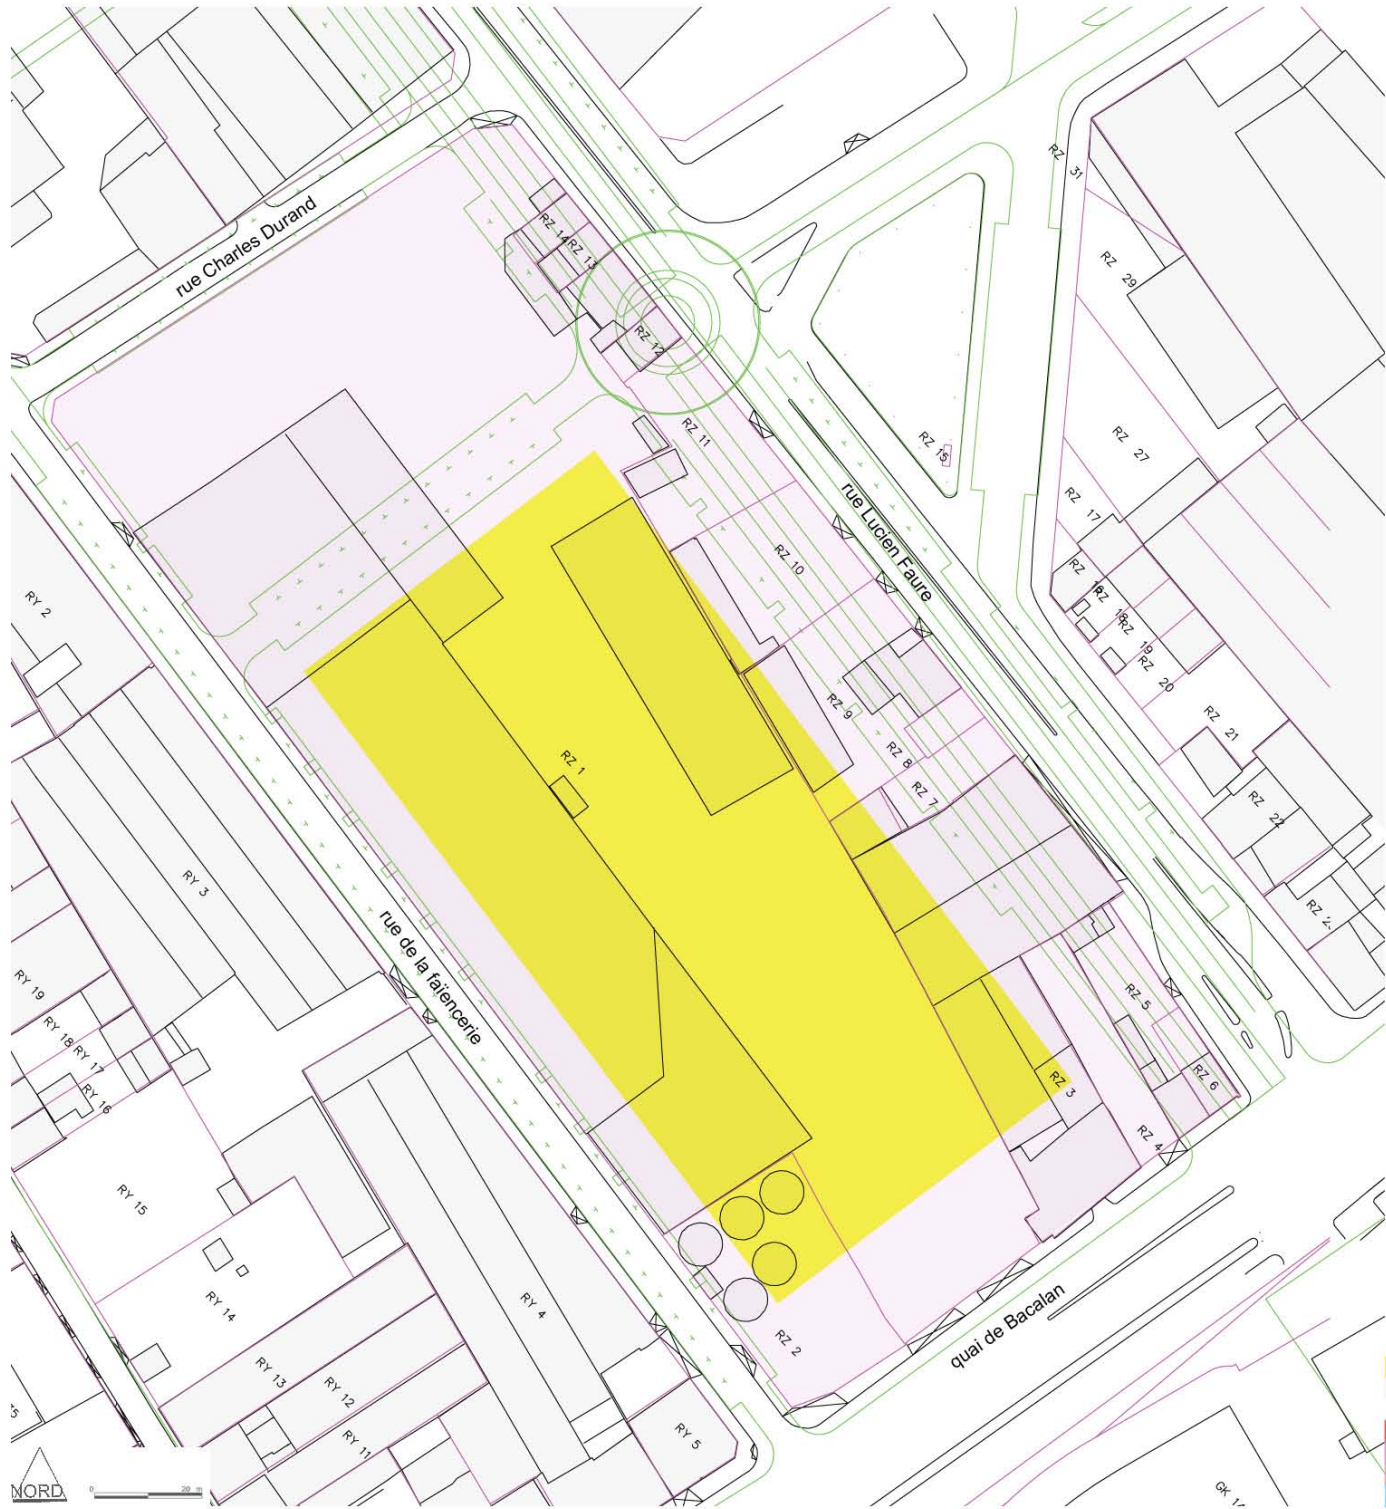 rue Charles Durand
RZ 14
RZ 13
RZ 12
RZ 11
RZ 10
RZ 31
RZ 29
RZ 27
RZ 15
RZ 17
RZ 18
RZ 19
RZ 20
RZ 21
RZ 22
rue Lucien Faure
RZ 9
RZ 8
RZ 7
RZ 1
RY 2
RY 3
rue de la faïencerie
RY 19
RY 18
RY 17
RY 16
RY 15
RZ 5
RZ 6
RZ 3
RZ 4
RY 14
RY 4
RZ 2
quai de Bacalan
RY 13
RY 12
RY 11
RY 5
NORD
0 20 m